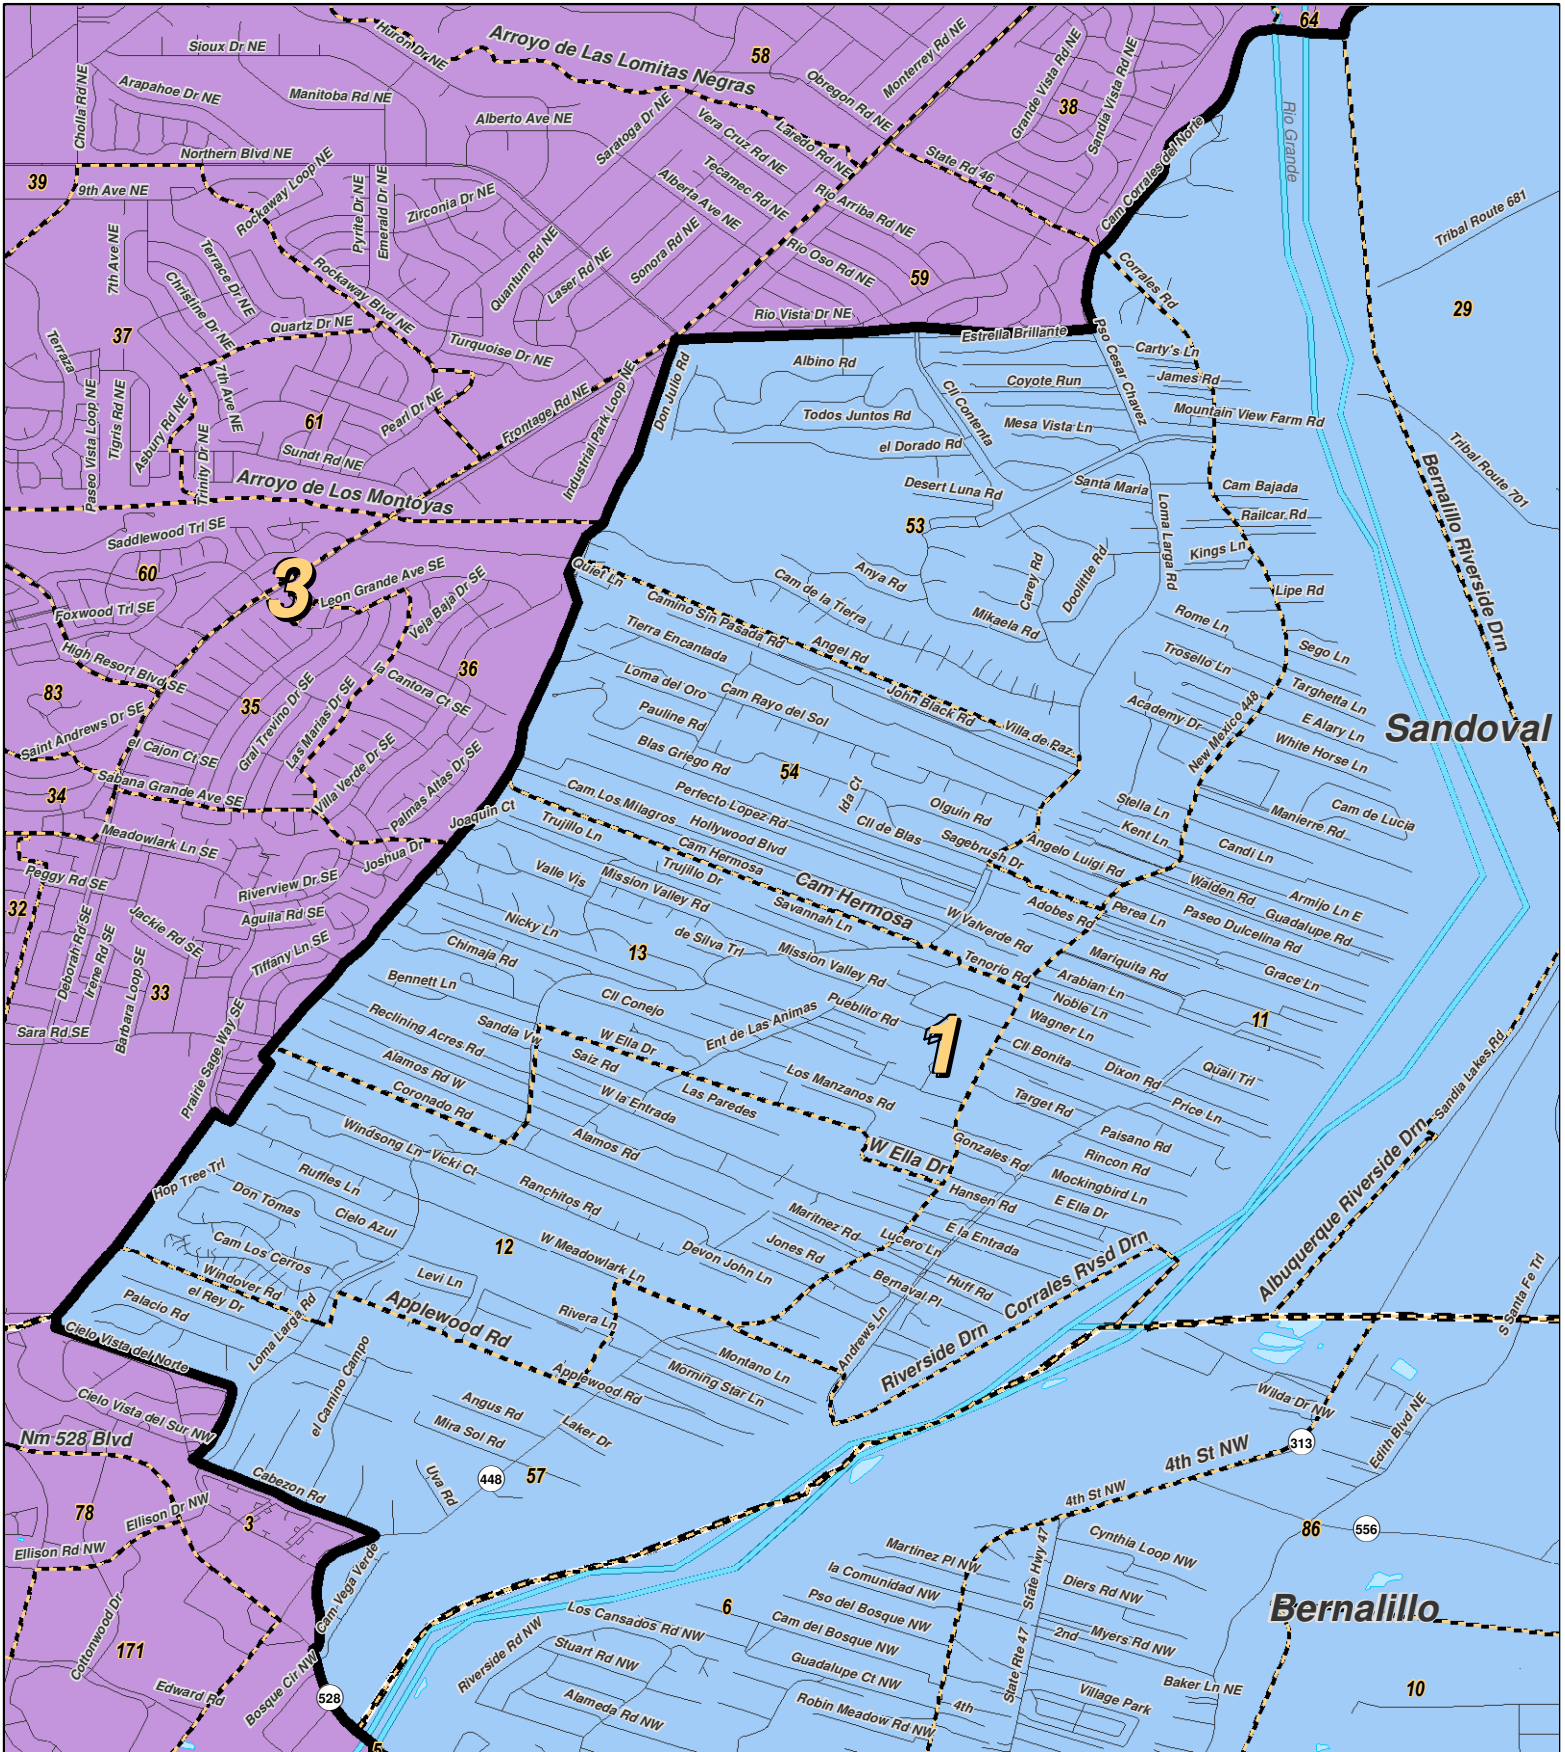 64
Huron Dr NE
Arroyo de Las Lomitas Negras
58
Sioux Dr NE
Obregon Rd NE
Monterrey Rd NE
Grande Vista Rd NE
Sandia Vista Rd NE
38
Cholla Rd NE
Arapahoe Dr NE
Manitoba Rd NE
Alberto Ave NE
Saratoga Dr NE
Vera Cruz Rd NE
Laredo Rd NE
State Rd 46
Cam Corrales del Norte
Rio Grande
Northern Blvd NE
39
9th Ave NE
Rockaway Loop NE
Pyrite Dr NE
Emerald Dr NE
Zirconia Dr NE
Alberta Ave NE
Tecamec Rd NE
Rio Arriba Rd NE
Tribal Route 681
7th Ave NE
Terrace Dr NE
Christine Dr NE
Rockaway Blvd NE
Quantum Rd NE
Laser Rd NE
Sonora Rd NE
Rio Oso Rd NE
59
Corrales Rd
29
Rio Vista Dr NE
Estrella Brillante
37
Terraza
Quartz Dr NE
Turquoise Dr NE
Pso Cesar Chavez
Carty's Ln
James Rd
Albino Rd
Coyote Run
Don Julio Rd
Cll Contenta
Mountain View Farm Rd
Todos Juntos Rd
Mesa Vista Ln
el Dorado Rd
Paseo Vista Loop NE
Tigris Rd NE
Asbury Rd NE
7th Ave NE
Trinity Dr NE
61
Pearl Dr NE
Sundt Rd NE
Frontage Rd NE
Industrial Park Loop NE
Arroyo de Los Montoyas
Bernalillo Riverside Drn
Tribal Route 701
Desert Luna Rd
Santa Maria
Loma Larga Rd
Cam Bajada
Railcar Rd
Kings Ln
53
Saddlewood Trl SE
60
3
Leon Grande Ave SE
Veja Baja Dr SE
Foxwood Trl SE
Quiet Ln
Anya Rd
Cam de la Tierra
Carey Rd
Doolittle Rd
Mikaela Rd
Lipe Rd
Rome Ln
Camino Sin Pasada Rd
Tierra Encantada
Angel Rd
Sego Ln
Trosello Ln
High Resort Blvd SE
83
36
la Cantora Ct SE
35
Gral Trevino Dr SE
Las Marias Dr SE
Loma del Oro
Cam Rayo del Sol
John Black Rd
Villa de Paz
Targhetta Ln
Academy Dr
New Mexico 448
E Alary Ln
Sandoval
White Horse Ln
Saint Andrews Dr SE
el Cajon Ct SE
Villa Verde Dr SE
Palmas Altas Dr SE
Pauline Rd
Blas Griego Rd
54
34
Sabana Grande Ave SE
Joaquin Ct
Cam Los Milagros
Perfecto Lopez Rd
Ida Ct
Olguin Rd
Stella Ln
Manierre Rd
Cam de Lucia
Meadowlark Ln SE
Joshua Dr
Trujillo Ln
Hollywood Blvd
Cll de Blas
Sagebrush Dr
Angelo Luigi Rd
Kent Ln
Candi Ln
Peggy Rd SE
Riverview Dr SE
Aguila Rd SE
Cam Hermosa
Trujillo Dr
Cam Hermosa
Valle Vis
Mission Valley Rd
Savannah Ln
Walden Rd
Armijo Ln E
Guadalupe Rd
32
Jackie Rd SE
Deborah Rd SE
Irene Rd SE
Barbara Loop SE
Tiffany Ln SE
Nicky Ln
Chimaja Rd
de Silva Trl
W Valverde Rd
Adobes Rd
Perea Ln
Paseo Dulcelina Rd
33
13
Mission Valley Rd
Tenorio Rd
Mariquita Rd
Grace Ln
Sara Rd SE
Prairie Sage Way SE
Bennett Ln
Cll Conejo
Pueblito Rd
Arabian Ln
Noble Ln
Reclining Acres Rd
Sandia Vw
W Ella Dr
Ent de Las Animas
1
Wagner Ln
11
Alamos Rd W
Saiz Rd
Cll Bonita
Dixon Rd
Quail Trl
Sandia Lakes Rd
Coronado Rd
W la Entrada
Las Paredes
Los Manzanos Rd
Target Rd
Price Ln
Windsong Ln
Vicki Ct
Alamos Rd
W Ella Dr
Gonzales Rd
Paisano Rd
Rincon Rd
Hop Tree Trl
Ruffles Ln
Ranchitos Rd
Mockingbird Ln
Albuquerque Riverside Drn
Don Tomas
Cielo Azul
Hansen Rd
E Ella Dr
Martinez Rd
Cam Los Cerros
12
W Meadowlark Ln
Devon John Ln
Jones Rd
Lucero Ln
E la Entrada
Windover Rd
Levi Ln
Bernaval Pl
Huff Rd
Corrales Rvsd Drn
S Santa Fe Trl
Palacio Rd
el Rey Dr
Loma Larga Rd
Applewood Rd
Rivera Ln
Andrews Ln
Riverside Drn
Cielo Vista del Norte
Montano Ln
Morning Star Ln
el Camino Campo
Applewood Rd
Cielo Vista del Sur NW
Angus Rd
Mira Sol Rd
Laker Dr
Wilda Dr NW
Edith Blvd NE
Nm 528 Blvd
Cabezon Rd
Uva Rd
448
57
4th St NW
313
78
Ellison Dr NW
3
4th St NW
86
556
Ellison Rd NW
Cam Vega Verde
Martinez Pl NW
State Hwy 47
Cynthia Loop NW
la Comunidad NW
Diers Rd NW
Cottonwood Dr
Pso del Bosque NW
Bernalillo
6
Los Cansados Rd NW
Cam del Bosque NW
2nd
Myers Rd NW
171
Riverside Rd NW
Stuart Rd NW
Guadalupe Ct NW
State Rte 47
Edward Rd
Bosque Cir NW
528
Alameda Rd NW
Robin Meadow Rd NW
4th
Village Park
Baker Ln NE
10
5